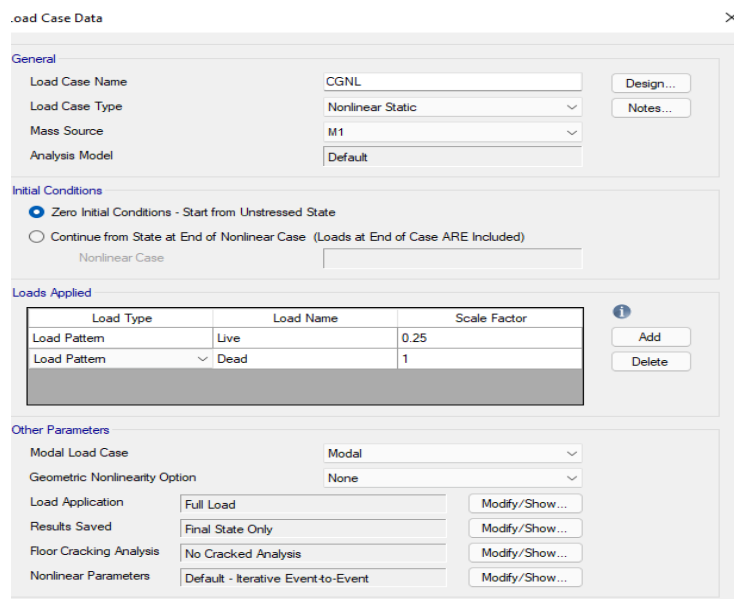 Load Case Data
General
Load Case Name CGNL Design...
Load Case Type Nonlinear Static Notes...
Mass Source M1
Analysis Model Default
Initial Conditions
Zero Initial Conditions - Start from Unstressed State
Continue from State at End of Nonlinear Case (Loads at End of Case ARE Included)
Nonlinear Case
Loads Applied
Load Type Load Name Scale Factor
Load Pattern Live 0.25 Add
Load Pattern Dead 1 Delete
Other Parameters
Modal Load Case Modal
Geometric Nonlinearity Option None
Load Application Full Load Modify/Show...
Results Saved Final State Only Modify/Show...
Floor Cracking Analysis No Cracked Analysis Modify/Show...
Nonlinear Parameters Default - Iterative Event-to-Event Modify/Show...